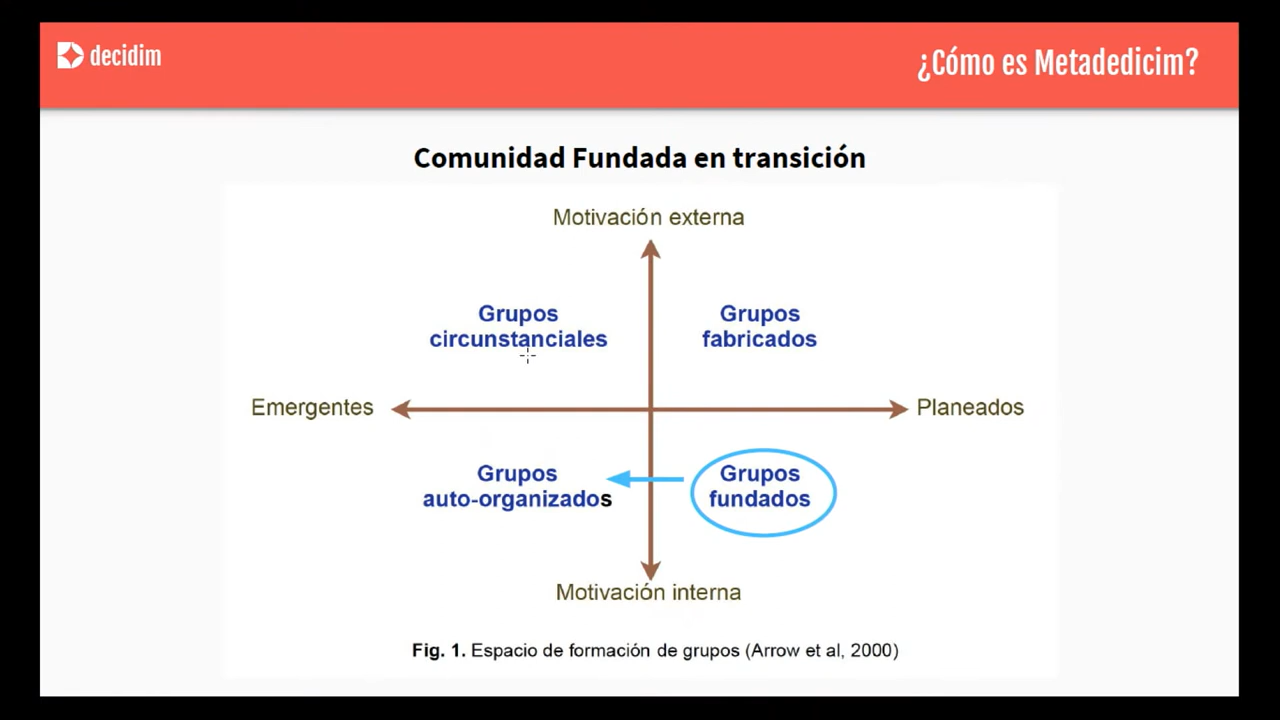 decidim
¿Cómo es Metadedicim?
Comunidad Fundada en transición
Motivación externa
Grupos
circunstanciales
Grupos
fabricados
Emergentes
Planeados
Grupos
auto-organizados
Grupos
fundados
Motivación interna
Fig. 1. Espacio de formación de grupos (Arrow et al, 2000)